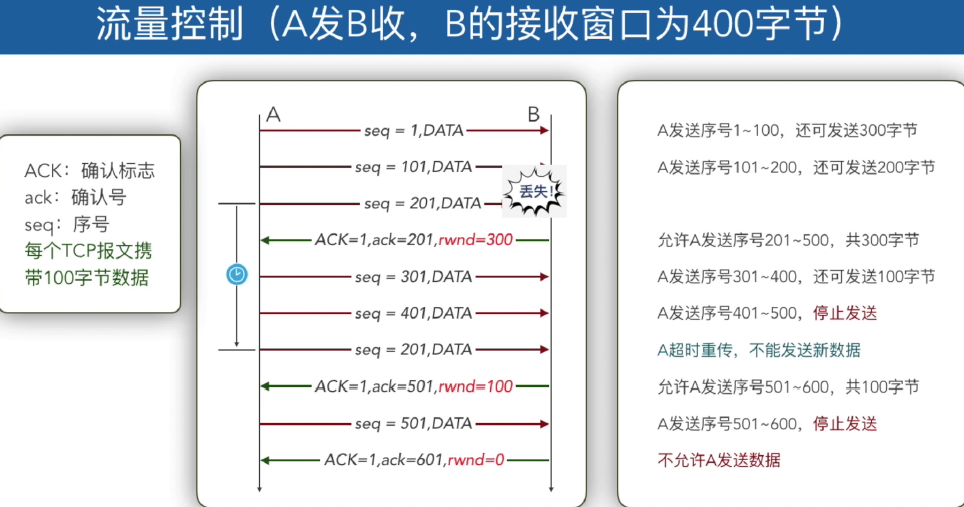 流量控制（A发B收，B的接收窗口为400字节）
ACK：确认标志
ack：确认号
seq：序号
每个TCP报文携
带100字节数据
A
B
seq = 1,DATA
seq = 101,DATA
丢失!
seq = 201,DATA
ACK=1,ack=201,rwnd=300
seq = 301,DATA
seq = 401,DATA
seq = 201,DATA
ACK=1,ack=501,rwnd=100
seq = 501,DATA
ACK=1,ack=601,rwnd=0
A发送序号1~100，还可发送300字节
A发送序号101~200，还可发送200字节
允许A发送序号201~500，共300字节
A发送序号301~400，还可发送100字节
A发送序号401~500，停止发送
A超时重传，不能发送新数据
允许A发送序号501~600，共100字节
A发送序号501~600，停止发送
不允许A发送数据